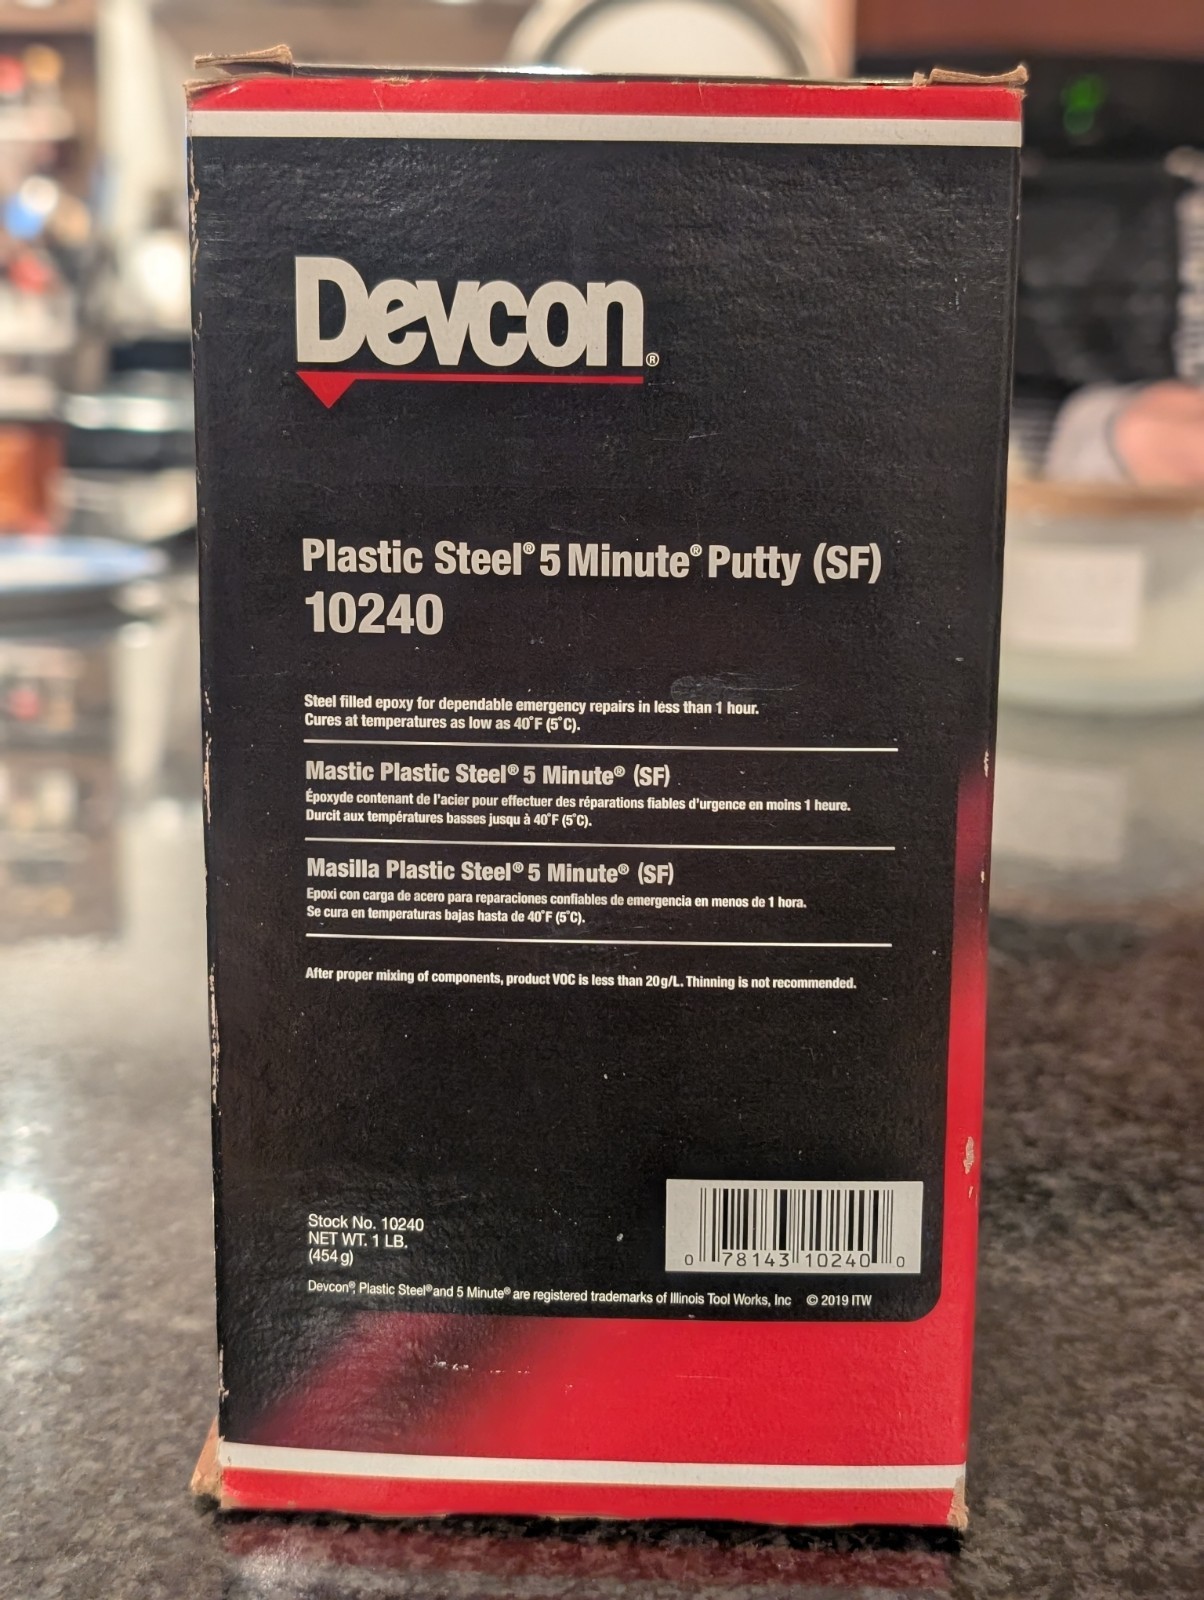 Devcon®
Plastic Steel® 5 Minute® Putty (SF)
10240
Steel filled epoxy for dependable emergency repairs in less than 1 hour.
Cures at temperatures as low as 40˚F (5˚C).
Mastic Plastic Steel® 5 Minute® (SF)
Époxyde contenant de l'acier pour effectuer des réparations fiables d'urgence en moins 1 heure.
Durcit aux températures basses jusqu à 40˚F (5˚C).
Masilla Plastic Steel® 5 Minute® (SF)
Epoxi con carga de acero para reparaciones confiables de emergencia en menos de 1 hora.
Se cura en temperaturas bajas hasta de 40˚F (5˚C).
After proper mixing of components, product VOC is less than 20g/L. Thinning is not recommended.
Stock No. 10240
NET WT. 1 LB.
(454 g)
0 78143 10240 0
Devcon®, Plastic Steel® and 5 Minute® are registered trademarks of Illinois Tool Works, Inc © 2019 ITW